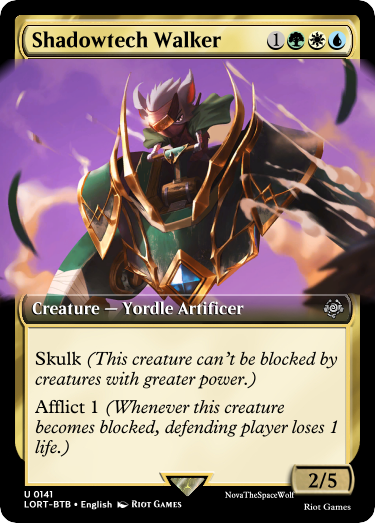 Shadowtech Walker 1
Creature — Yordle Artificer
Skulk (This creature can't be blocked by
creatures with greater power.)
Afflict 1 (Whenever this creature
becomes blocked, defending player loses 1
life.)
2/5
U 0141
LORT-BTB • English RIOT GAMES
NovaTheSpaceWolf
Riot Games